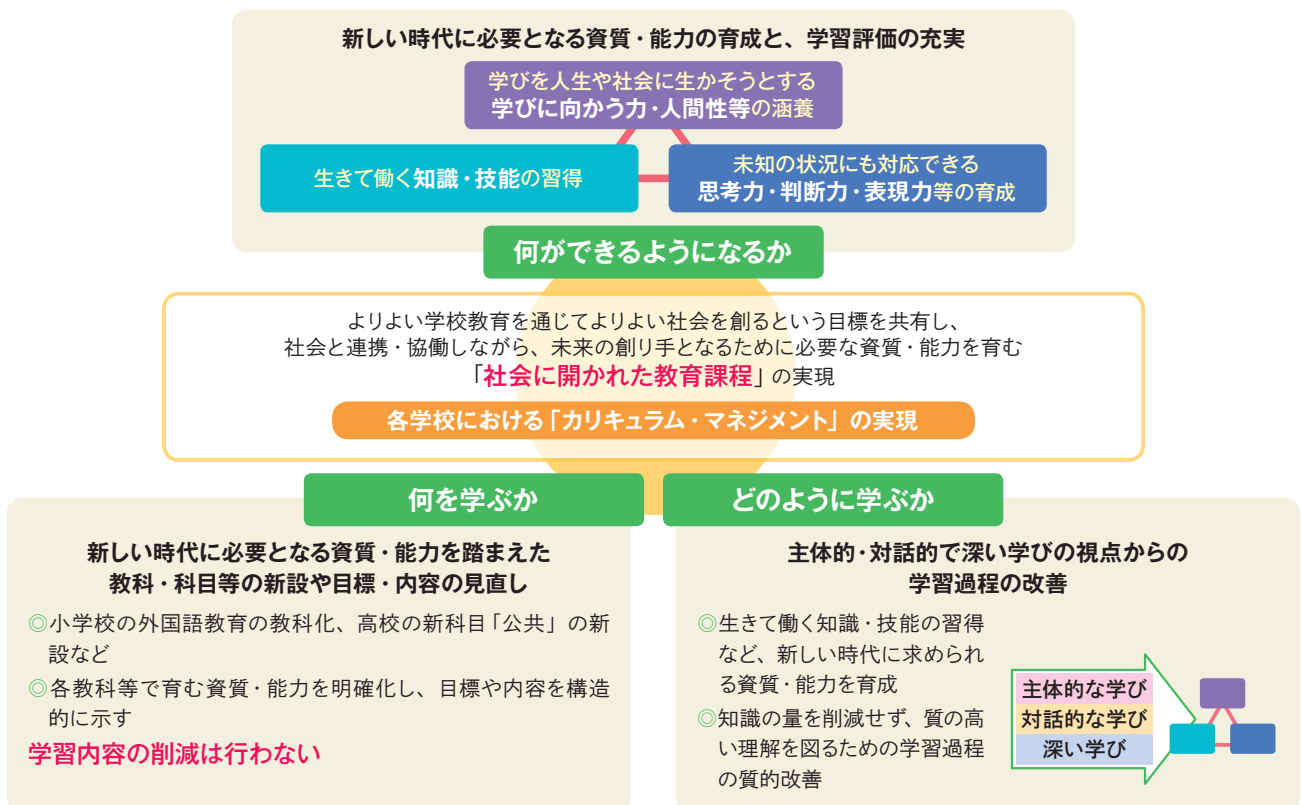 新しい時代に必要となる資質・能力の育成と、学習評価の充実
学びを人生や社会に生かそうとする
学びに向かう力・人間性等の涵養
生きて働く知識・技能の習得
未知の状況にも対応できる
思考力・判断力・表現力等の育成
何ができるようになるか
よりよい学校教育を通じてよりよい社会を創るという目標を共有し、
社会と連携・協働しながら、未来の創り手となるために必要な資質・能力を育む
「社会に開かれた教育課程」の実現
各学校における「カリキュラム・マネジメント」の実現
何を学ぶか
新しい時代に必要となる資質・能力を踏まえた
教科・科目等の新設や目標・内容の見直し
◎小学校の外国語教育の教科化、高校の新科目「公共」の新
設など
◎各教科等で育む資質・能力を明確化し、目標や内容を構造
的に示す
学習内容の削減は行わない
どのように学ぶか
主体的・対話的で深い学びの視点からの
学習過程の改善
◎生きて働く知識・技能の習得
など、新しい時代に求められ
る資質・能力を育成
◎知識の量を削減せず、質の高
い理解を図るための学習過程
の質的改善
主体的な学び
対話的な学び
深い学び